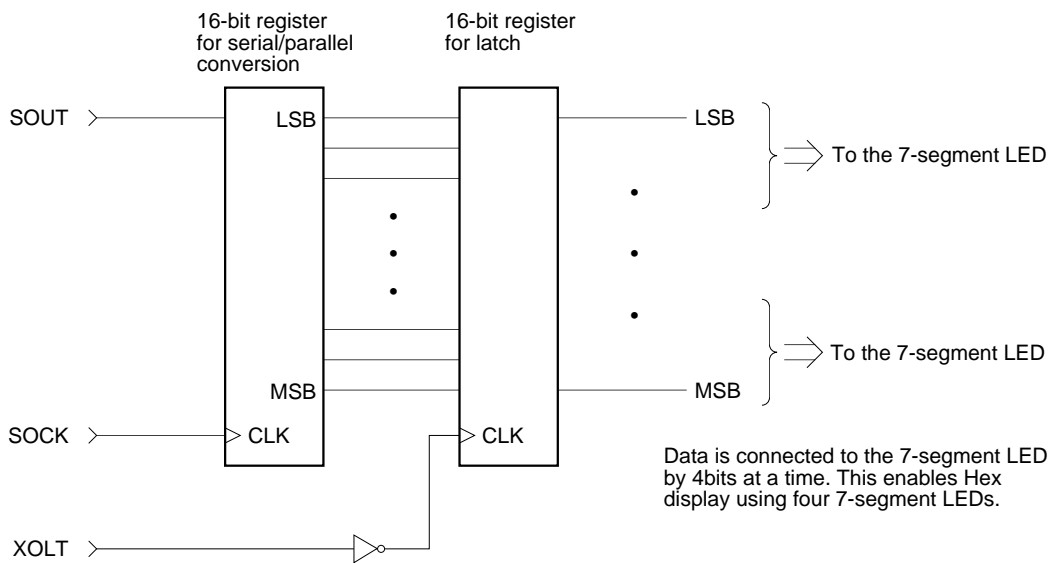 16-bit register
for serial/parallel
conversion
16-bit register
for latch
SOUT
LSB
LSB
To the 7-segment LED
To the 7-segment LED
MSB
MSB
SOCK
CLK
CLK
Data is connected to the 7-segment LED
by 4bits at a time. This enables Hex
display using four 7-segment LEDs.
XOLT